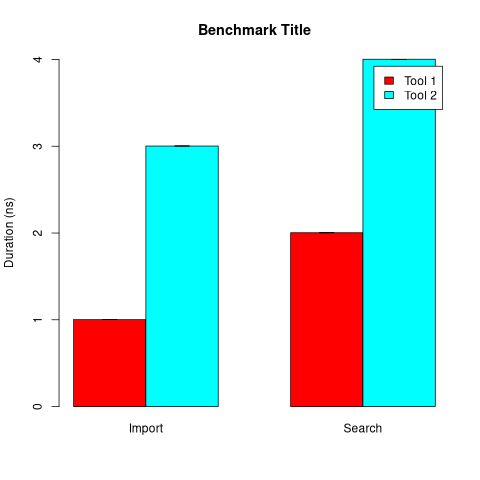 Benchmark Title
Duration (ns)
4
3
2
1
0
Tool 1
Tool 2
Import
Search